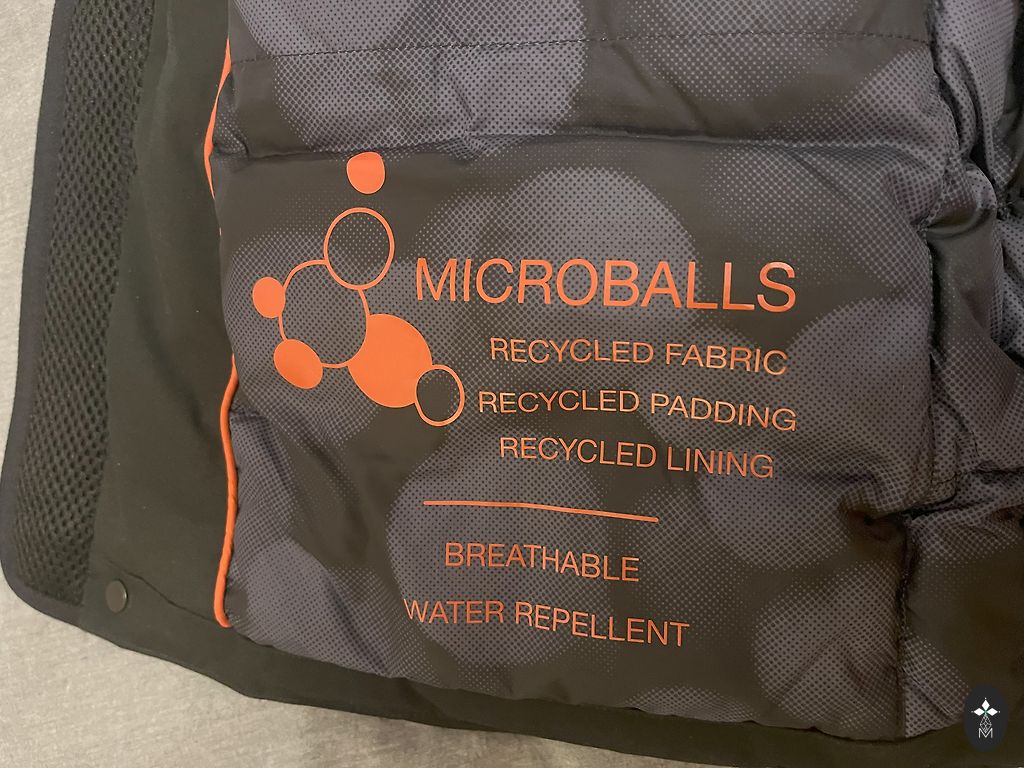 MICROBALLS
RECYCLED FABRIC
RECYCLED PADDING
RECYCLED LINING
BREATHABLE
WATER REPELLENT
M